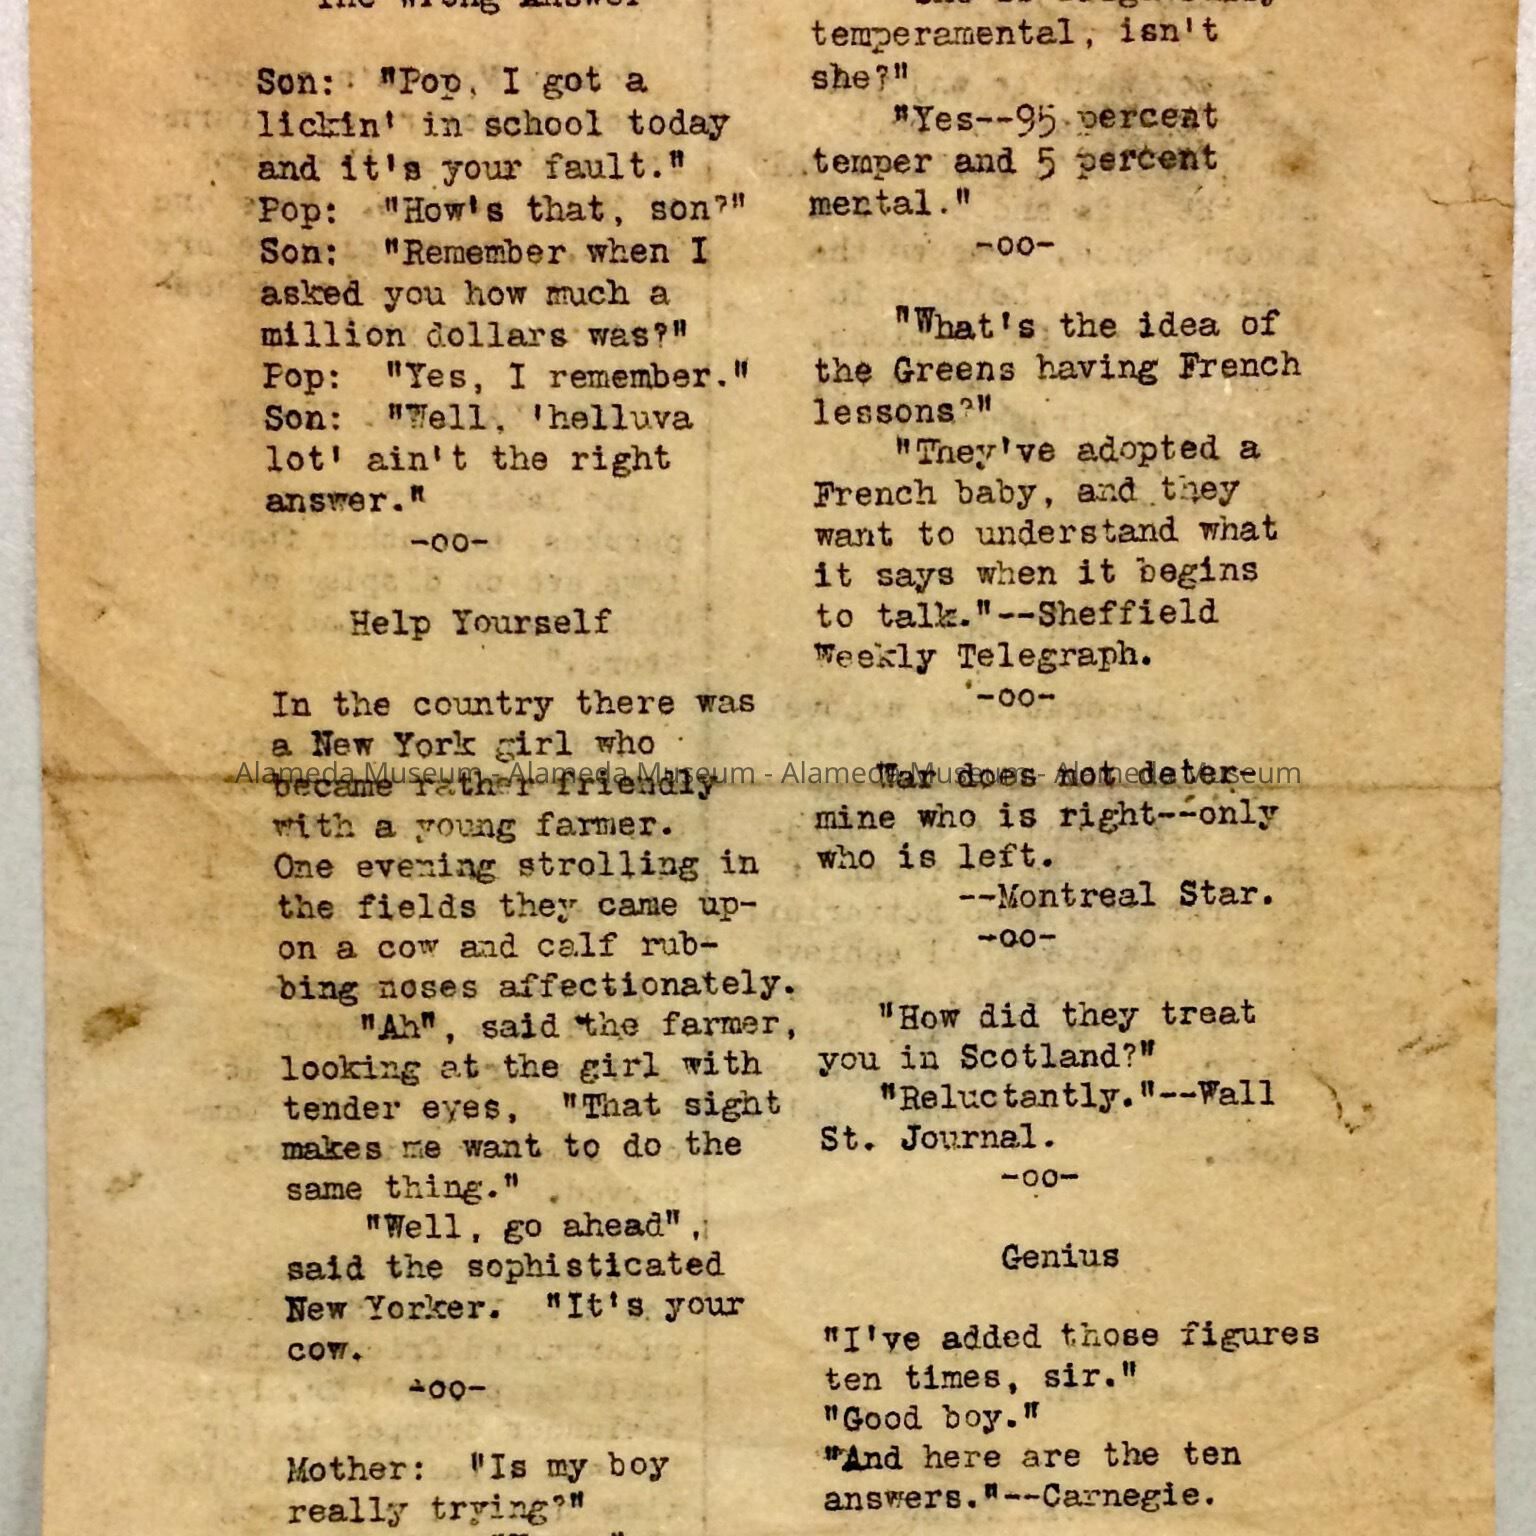 The Wrong Answer
Son: "Pop, I got a
lickin' in school today
and it's your fault."
Pop: "How's that, son?"
Son: "Remember when I
asked you how much a
million dollars was?"
Pop: "Yes, I remember."
Son: "Well, 'helluva
lot' ain't the right
answer."
-oo-
Help Yourself
In the country there was
a New York girl who
became rather friendly
with a young farmer.
One evening strolling in
the fields they came up-
on a cow and calf rub-
bing noses affectionately.
"Ah", said the farmer,
looking at the girl with
tender eyes, "That sight
makes me want to do the
same thing."
"Well, go ahead",
said the sophisticated
New Yorker. "It's your
cow.
-oo-
Mother: "Is my boy
really trying?"
temperamental, isn't
she?"
"Yes--95 percent
temper and 5 percent
mental."
-oo-
"What's the idea of
the Greens having French
lessons?"
"They've adopted a
French baby, and they
want to understand what
it says when it begins
to talk."--Sheffield
Weekly Telegraph.
-oo-
War does not deter-
mine who is right--only
who is left.
--Montreal Star.
-oo-
"How did they treat
you in Scotland?"
"Reluctantly."--Wall
St. Journal.
-oo-
Genius
"I've added those figures
ten times, sir."
"Good boy."
"And here are the ten
answers."--Carnegie.
Alameda Museum - Alameda Museum - Alameda Museum - Alameda Museum